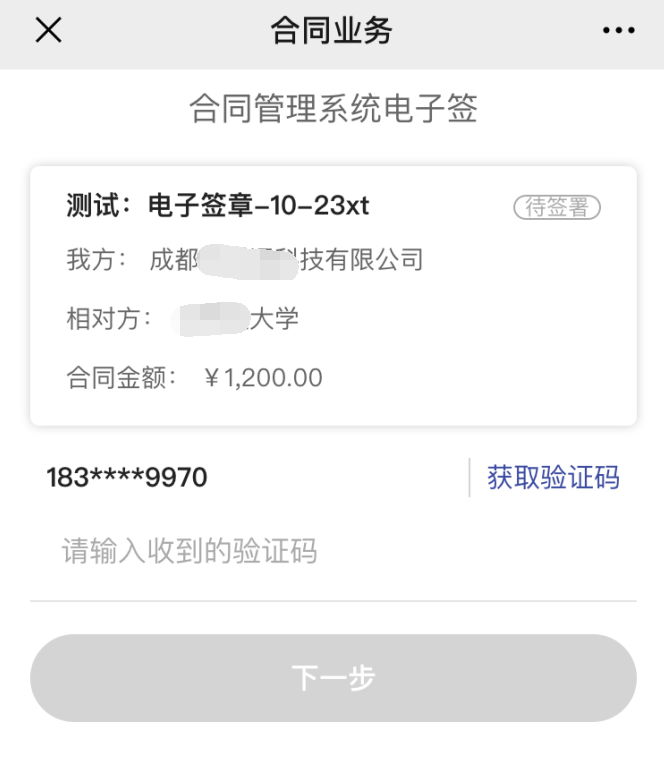 合同业务
合同管理系统电子签
测试：电子签章-10-23xt 待签署
我方： 成都 科技有限公司
相对方： 大学
合同金额： ￥1,200.00
183****9970 获取验证码
请输入收到的验证码
下一步